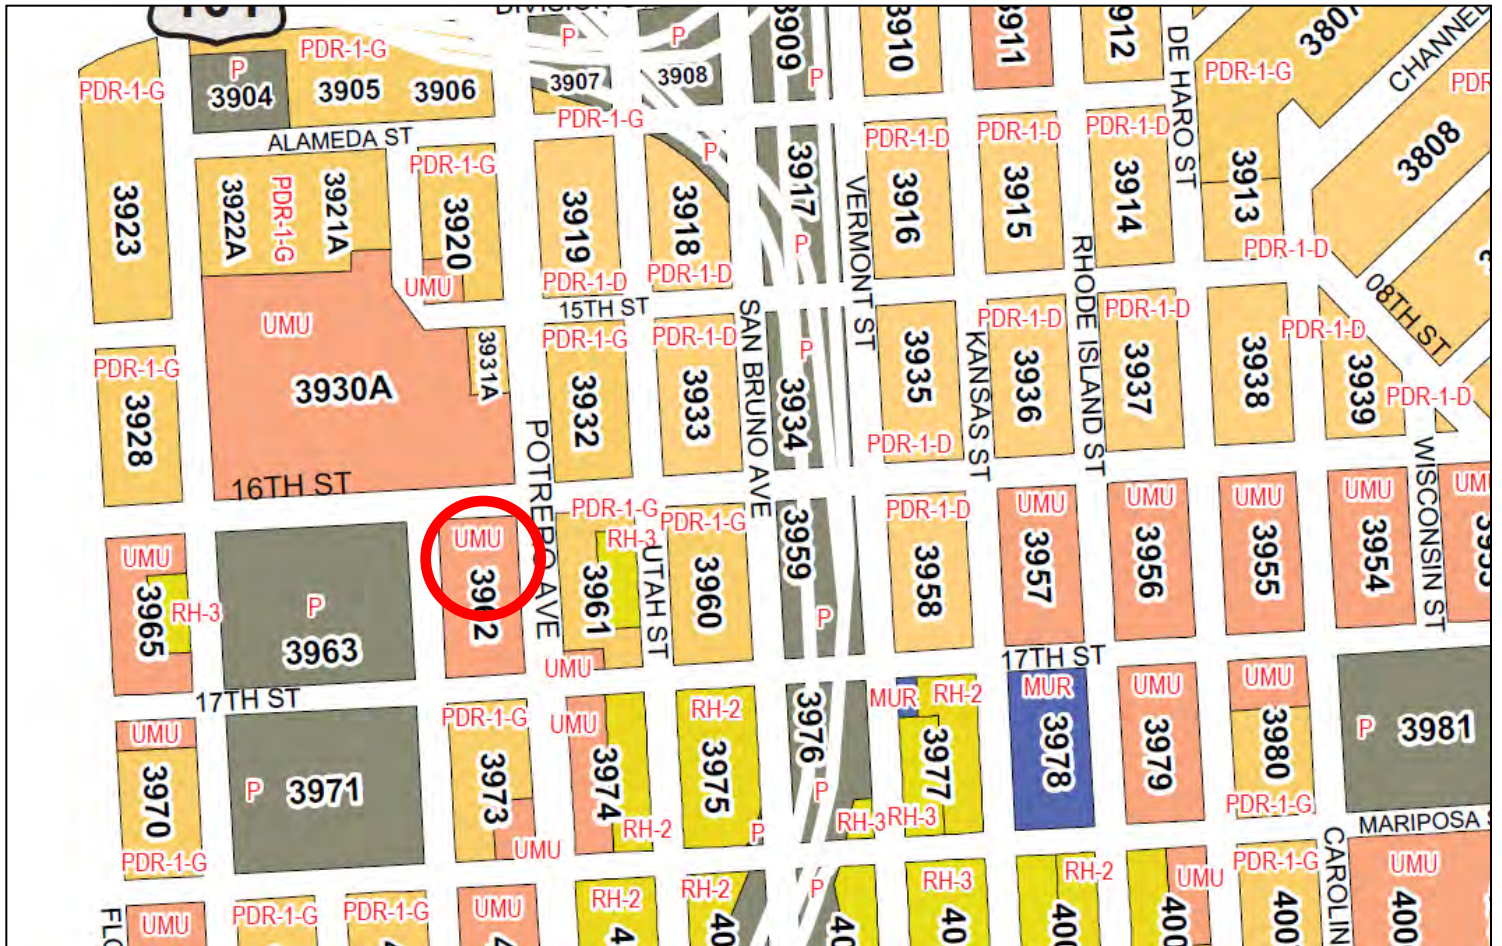 101
PDR-1-G
P
3904
PDR-1-G
3905
3906
P
P
3907
3908
3909
P
3910
3911
3912
DE HARO ST
PDR-1-G
3807
CHANNEL
PDR-1-G
ALAMEDA ST
PDR-1-D
PDR-1-D
PDR-1-D
3808
3923
3922A
PDR-1-G
3921A
PDR-1-G
3920
UMU
3919
PDR-1-D
3918
PDR-1-D
P
3917
P
VERMONT ST
3916
3915
3914
3913
PDR-1-D
UMU
3930A
15TH ST
SAN BRUNO AVE
RHODE ISLAND ST
08TH ST
PDR-1-G
3928
3931A
PDR-1-G
3932
PDR-1-D
3933
P
3934
3935
PDR-1-D
KANSAS ST
PDR-1-D
3936
PDR-1-D
3937
3938
PDR-1-D
3939
PDR-1-D
WISCONSIN ST
16TH ST
POTRERO AVE
UMU
3965
RH-3
P
3963
UMU
3962
PDR-1-G
RH-3
3961
UMU
UTAH ST
PDR-1-G
3960
3959
P
PDR-1-D
3958
UMU
3957
UMU
3956
UMU
3955
UMU
3954
17TH ST
17TH ST
UMU
3970
PDR-1-G
P
3971
PDR-1-G
3973
UMU
UMU
3974
RH-2
RH-2
3975
P
3976
P
RH-3
MUR
RH-2
3977
RH-3
MUR
3978
UMU
3979
UMU
3980
PDR-1-G
P
3981
MARIPOSA
CAROLIN
UMU
PDR-1-G
PDR-1-G
UMU
RH-2
RH-2
P
RH-3
RH-2
UMU
PDR-1-G
UMU